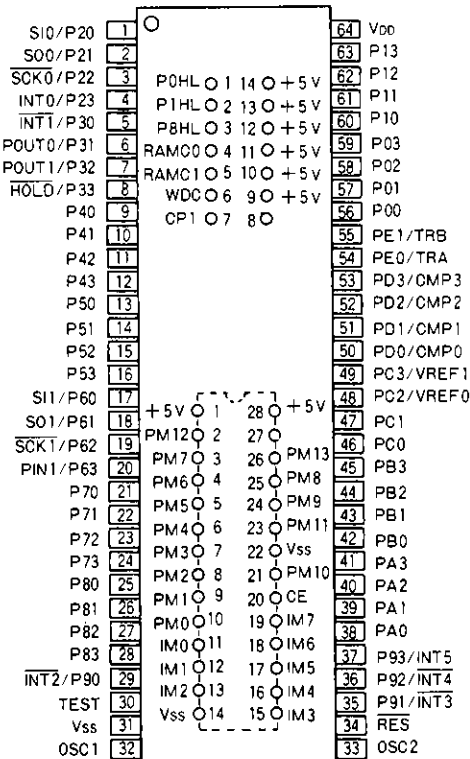 SI0/P20 1 64 VDD
SO0/P21 2 63 P13
SCK0/P22 3 62 P12
P0HL 1 14 +5V
INT0/P23 4 61 P11
P1HL 2 13 +5V
INT1/P30 5 60 P10
P8HL 3 12 +5V
POUT0/P31 6 59 P03
RAMC0 4 11 +5V
POUT1/P32 7 58 P02
RAMC1 5 10 +5V
HOLD/P33 8 57 P01
WDC 6 9 +5V
P40 9 56 P00
CP1 7 8
P41 10 55 PE1/TRB
P42 11 54 PE0/TRA
P43 12 53 PD3/CMP3
P50 13 52 PD2/CMP2
P51 14 51 PD1/CMP1
P52 15 50 PD0/CMP0
P53 16 49 PC3/VREF1
SI1/P60 17 48 PC2/VREF0
+5V 1 28 +5V
SO1/P61 18 47 PC1
PM12 2 27
SCK1/P62 19 46 PC0
PM7 3 26 PM13
PIN1/P63 20 45 PB3
PM6 4 25 PM8
P70 21 44 PB2
PM5 5 24 PM9
P71 22 43 PB1
PM4 6 23 PM11
P72 23 42 PB0
PM3 7 22 Vss
P73 24 41 PA3
PM2 8 21 PM10
P80 25 40 PA2
PM1 9 20 CE
P81 26 39 PA1
PM0 10 19 IM7
P82 27 38 PA0
IM0 11 18 IM6
P83 28 37 P93/INT5
IM1 12 17 IM5
INT2/P90 29 36 P92/INT4
IM2 13 16 IM4
TEST 30 35 P91/INT3
Vss 14 15 IM3
Vss 31 34 RES
OSC1 32 33 OSC2